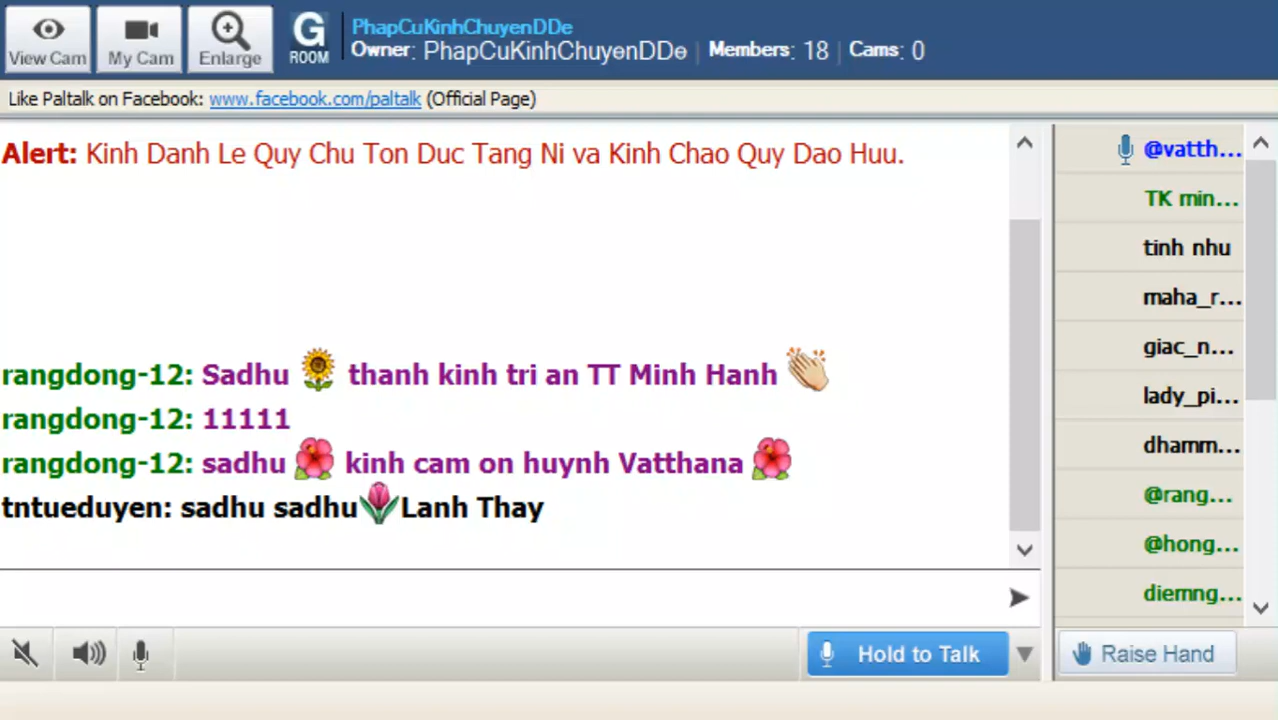 View Cam
My Cam
Enlarge
G
ROOM
PhapCuKinhChuyenDDe
Owner: PhapCuKinhChuyenDDe | Members: 18 | Cams: 0
Like Paltalk on Facebook: www.facebook.com/paltalk (Official Page)
Alert: Kinh Danh Le Quy Chu Ton Duc Tang Ni va Kinh Chao Quy Dao Huu.
rangdong-12: Sadhu 🌻 thanh kinh tri an TT Minh Hanh 👏
rangdong-12: 11111
rangdong-12: sadhu 🌺 kinh cam on huynh Vatthana 🌺
tntueduyen: sadhu sadhu🌷Lanh Thay
@vatth...
TK min...
tinh nhu
maha_r...
giac_n...
lady_pi...
dhamm...
@rang...
@hong...
diemng...
Hold to Talk
Raise Hand